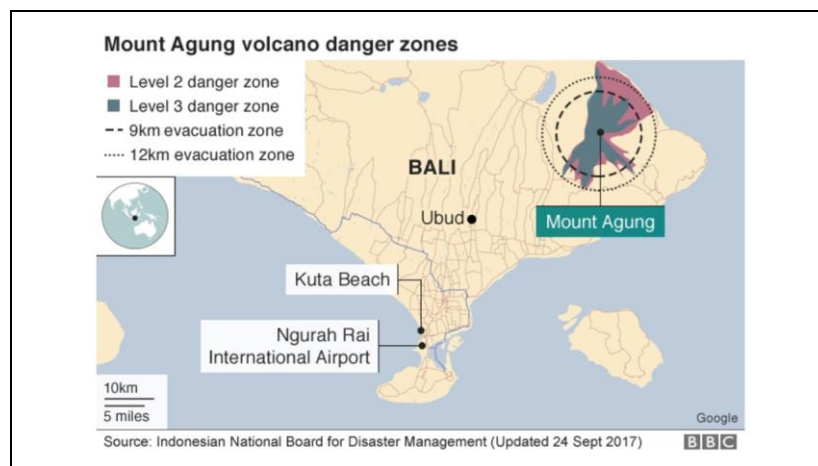 Mount Agung volcano danger zones
Level 2 danger zone
Level 3 danger zone
9km evacuation zone
12km evacuation zone
BALI
Ubud
Mount Agung
Kuta Beach
Ngurah Rai
International Airport
10km
5 miles
Google
Source: Indonesian National Board for Disaster Management (Updated 24 Sept 2017)
BBC